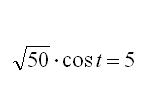 √50 · cos t = 5